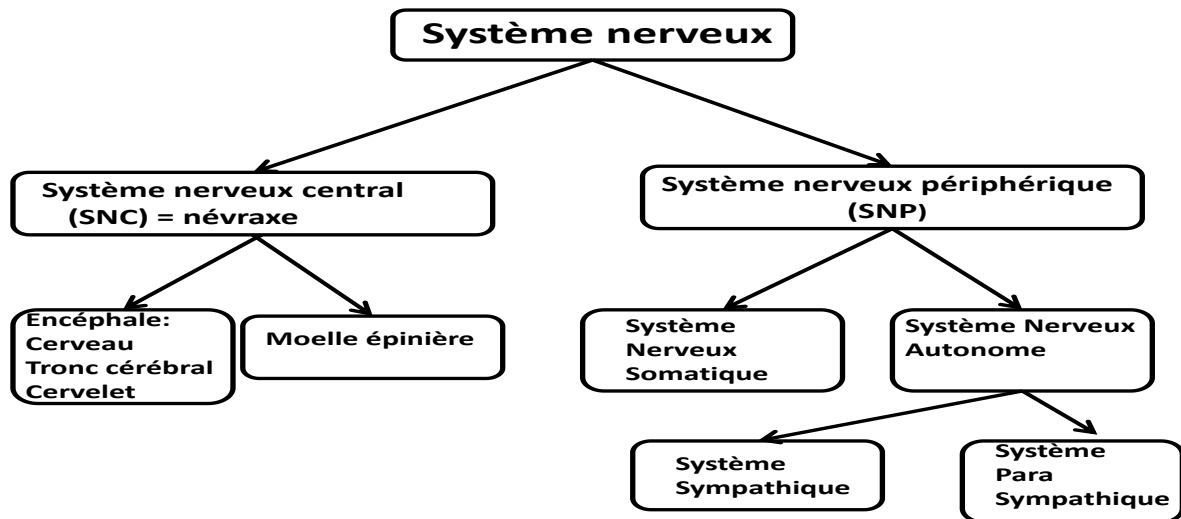 Système nerveux
Système nerveux central
(SNC) = névraxe
Système nerveux périphérique
(SNP)
Encéphale:
Cerveau
Tronc cérébral
Cervelet
Moelle épinière
Système
Nerveux
Somatique
Système Nerveux
Autonome
Système
Sympathique
Système
Para
Sympathique